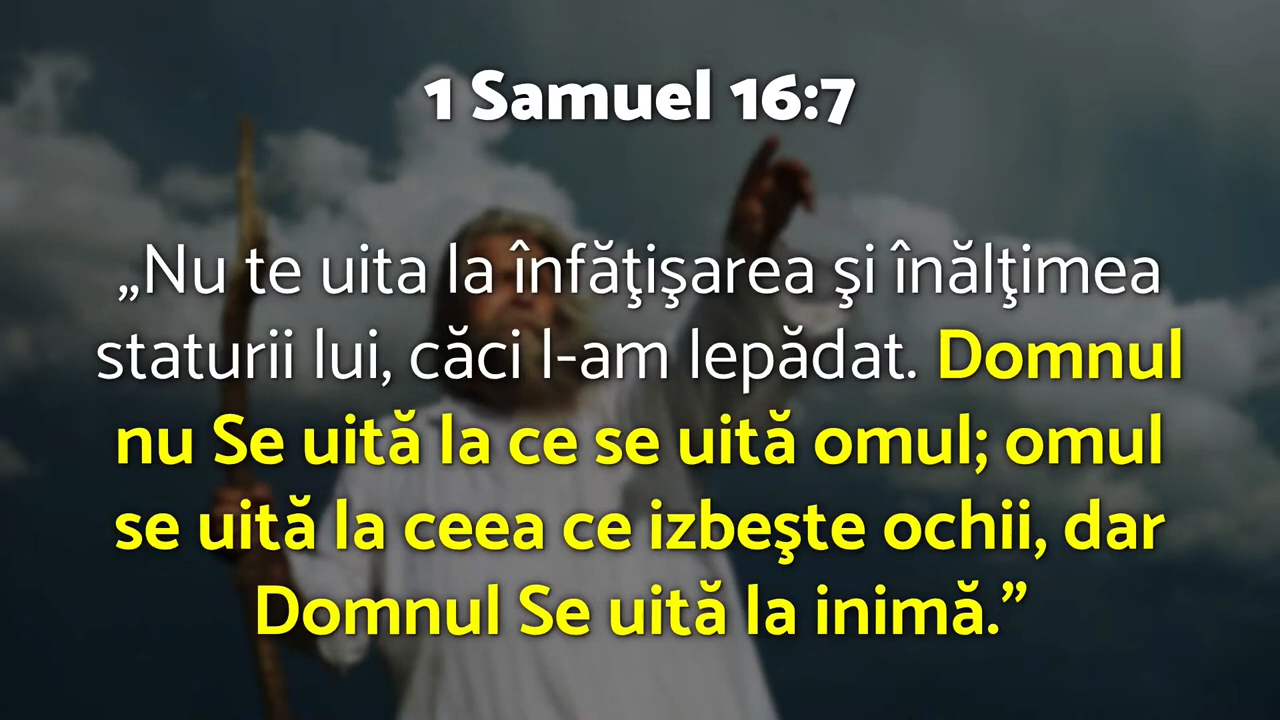 1 Samuel 16:7
„Nu te uita la înfăţişarea şi înălţimea
staturii lui, căci l-am lepădat. Domnul
nu Se uită la ce se uită omul; omul
se uită la ceea ce izbeşte ochii, dar
Domnul Se uită la inimă.”